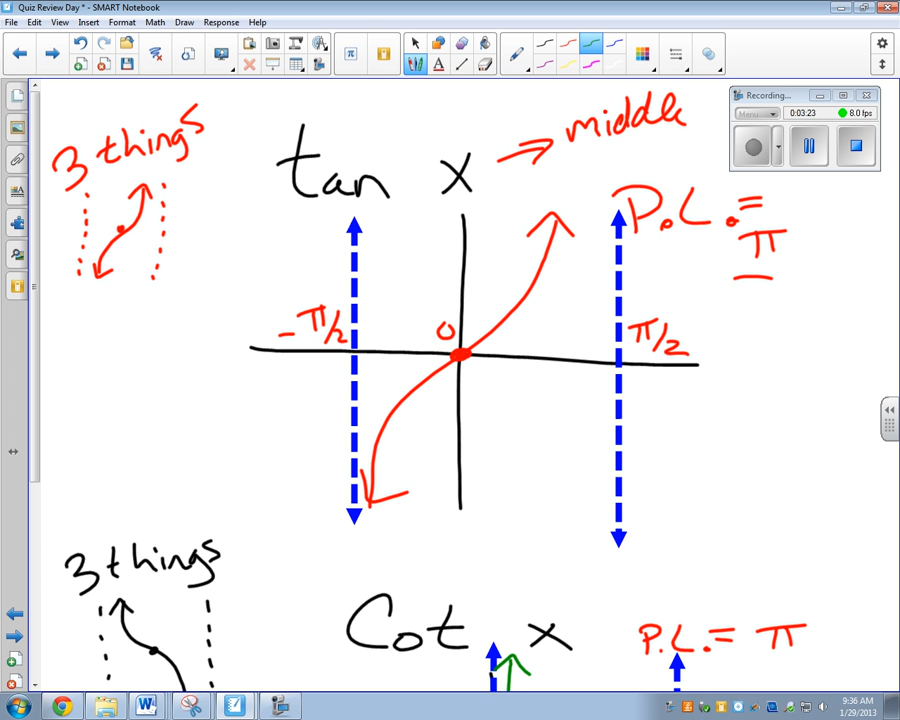 Quiz Review Day * - SMART Notebook
File Edit View Insert Format Math Draw Response Help
Recording...
Menu
0:03:23
8.0 fps
3 things
tan x → middle
P.L. =
π
-π/2
0
π/2
3 things
Cot x
P.L. = π
9:36 AM
1/29/2013